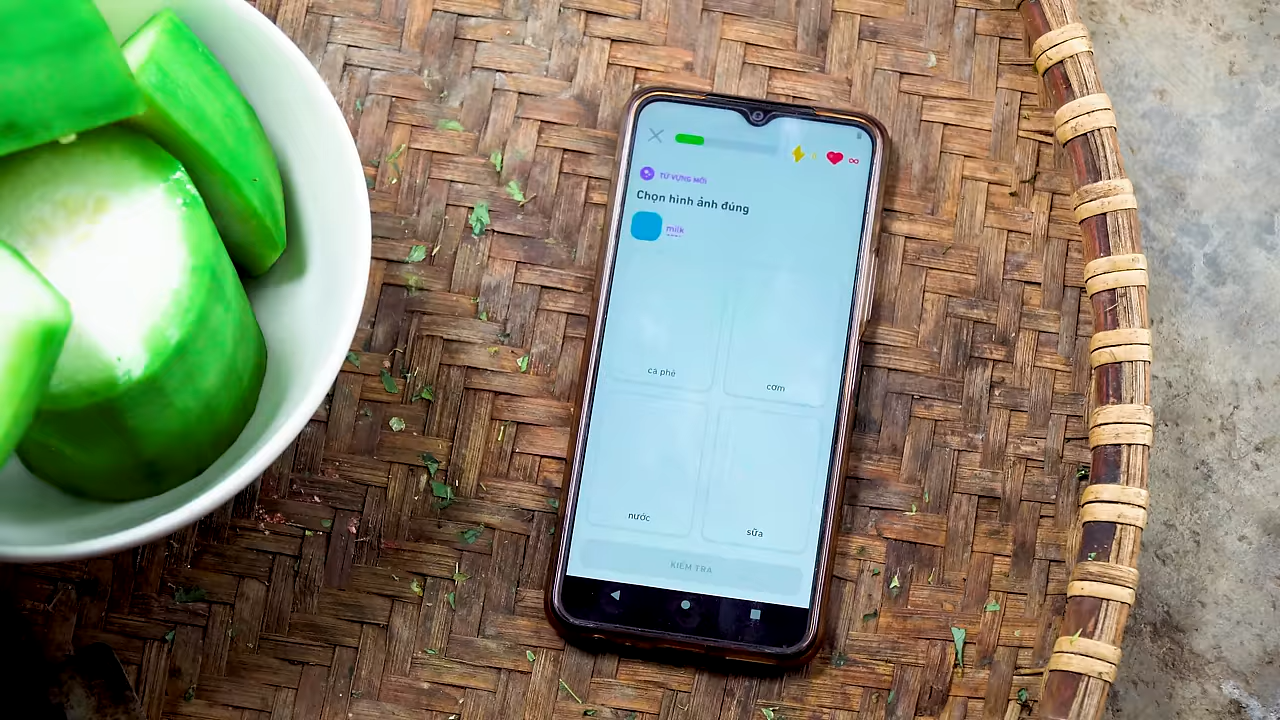 TỪ VỰNG MỚI
Chọn hình ảnh đúng
milk
cà phê
cơm
nước
sữa
KIỂM TRA